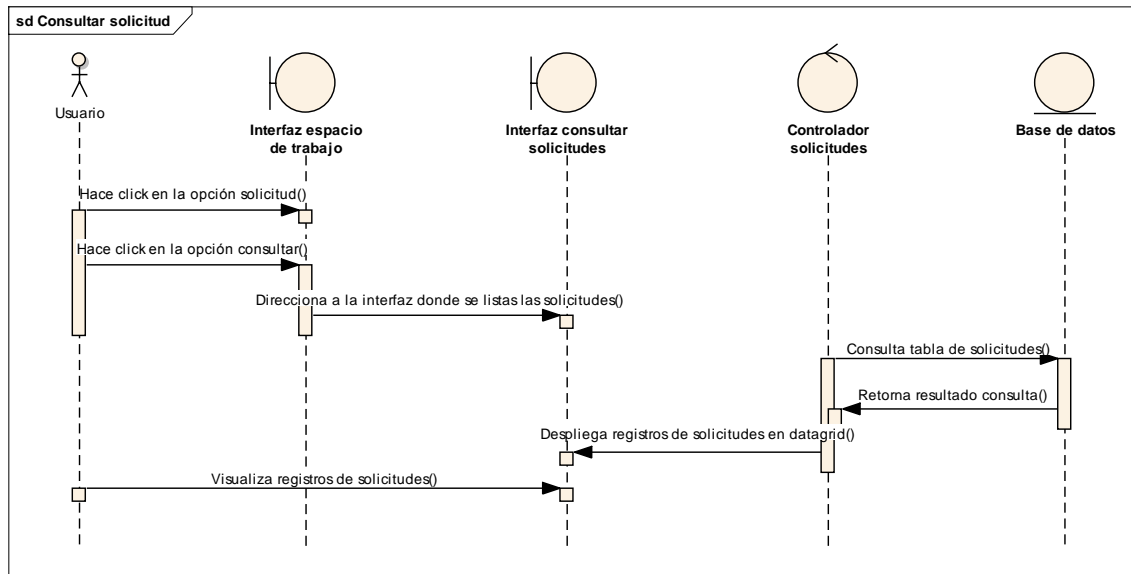 sd Consultar solicitud
Usuario
Interfaz espacio
de trabajo
Interfaz consultar
solicitudes
Controlador
solicitudes
Base de datos
Hace click en la opción solicitud()
Hace click en la opción consultar()
Direcciona a la interfaz donde se listas las solicitudes()
Consulta tabla de solicitudes()
Retorna resultado consulta()
Despliega registros de solicitudes en datagrid()
Visualiza registros de solicitudes()